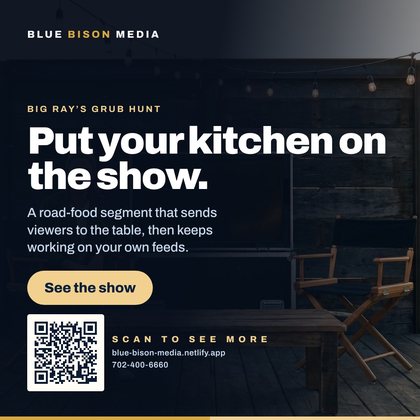 BLUE BISON MEDIA
BIG RAY'S GRUB HUNT
Put your kitchen on
the show.
A road-food segment that sends
viewers to the table, then keeps
working on your own feeds.
See the show
SCAN TO SEE MORE
blue-bison-media.netlify.app
702-400-6660